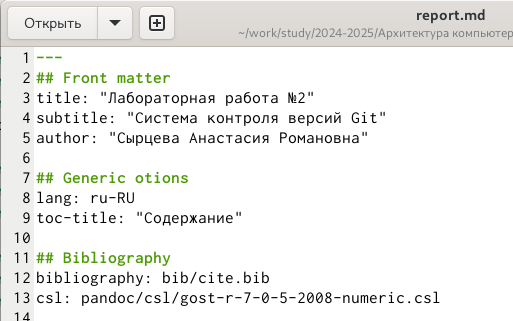 Открыть
report.md
~/work/study/2024-2025/Архитектура компьютер
1 ---
2 ## Front matter
3 title: "Лабораторная работа №2"
4 subtitle: "Система контроля версий Git"
5 author: "Сырцева Анастасия Романовна"
6
7 ## Generic otions
8 lang: ru-RU
9 toc-title: "Содержание"
10
11 ## Bibliography
12 bibliography: bib/cite.bib
13 csl: pandoc/csl/gost-r-7-0-5-2008-numeric.csl
14